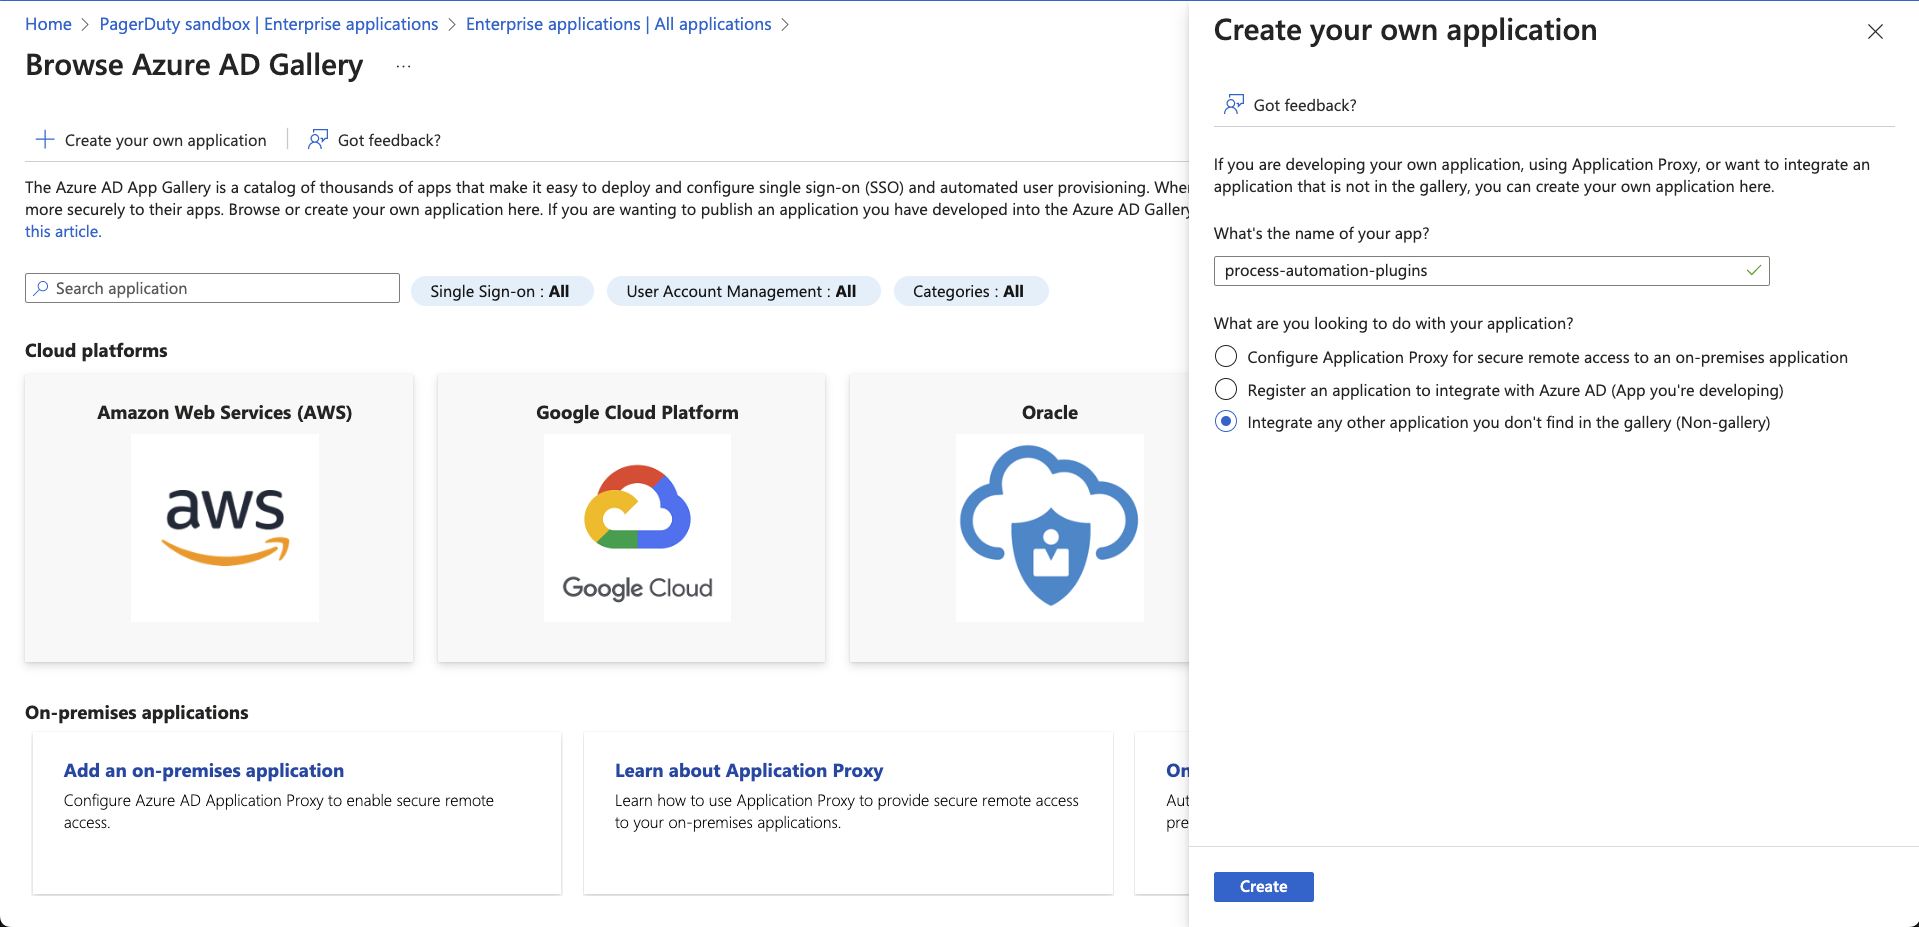 Home > PagerDuty sandbox | Enterprise applications > Enterprise applications | All applications >
Browse Azure AD Gallery ...
Create your own application
Got feedback?
The Azure AD App Gallery is a catalog of thousands of apps that make it easy to deploy and configure single sign-on (SSO) and automated user provisioning. When
more securely to their apps. Browse or create your own application here. If you are wanting to publish an application you have developed into the Azure AD Gallery
this article.
Search application
Single Sign-on : All
User Account Management : All
Categories : All
Cloud platforms
Amazon Web Services (AWS)
aws
Google Cloud Platform
Google Cloud
Oracle
On-premises applications
Add an on-premises application
Configure Azure AD Application Proxy to enable secure remote
access.
Learn about Application Proxy
Learn how to use Application Proxy to provide secure remote access
to your on-premises applications.
On
Aut
pre
Create your own application
Got feedback?
If you are developing your own application, using Application Proxy, or want to integrate an
application that is not in the gallery, you can create your own application here.
What's the name of your app?
process-automation-plugins
What are you looking to do with your application?
Configure Application Proxy for secure remote access to an on-premises application
Register an application to integrate with Azure AD (App you're developing)
Integrate any other application you don't find in the gallery (Non-gallery)
Create